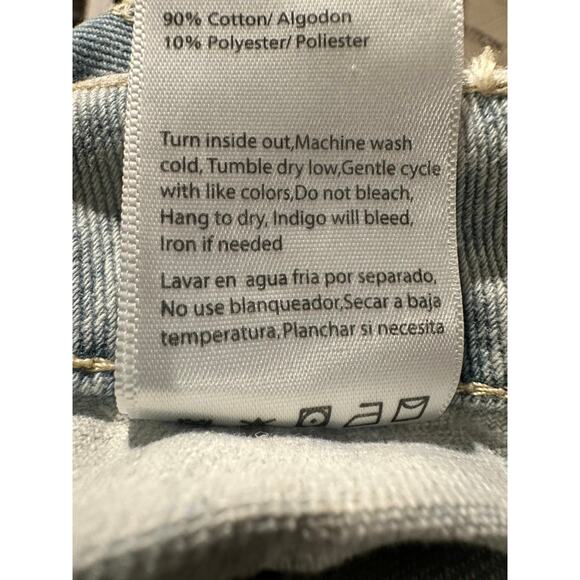 90% Cotton/ Algodon
10% Polyester/ Poliester
Turn inside out,Machine wash
cold, Tumble dry low,Gentle cycle
with like colors,Do not bleach,
Hang to dry, Indigo will bleed,
Iron if needed
Lavar en agua fria por separado,
No use blanqueador,Secar a baja
temperatura,Planchar si necesita